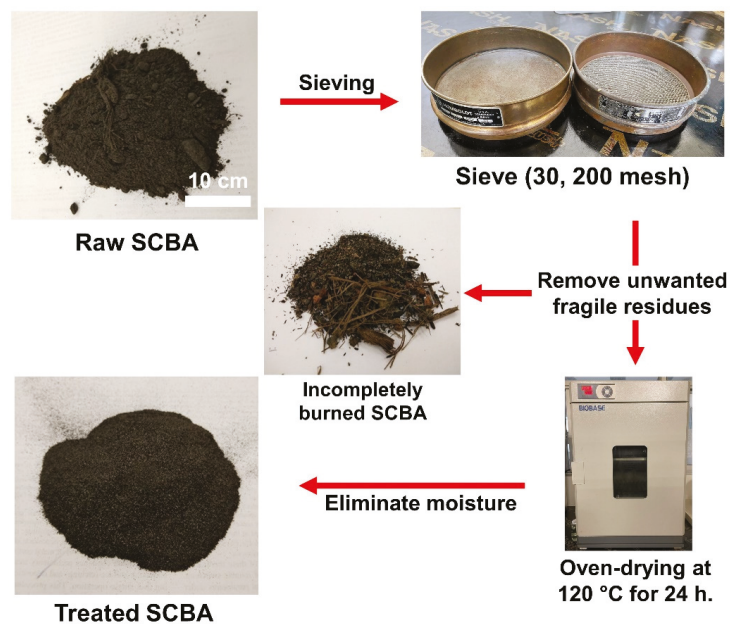 Sieving
10 cm
Raw SCBA
Sieve (30, 200 mesh)
Remove unwanted
fragile residues
Incompletely
burned SCBA
BIOBASE
Eliminate moisture
Oven-drying at
120 °C for 24 h.
Treated SCBA